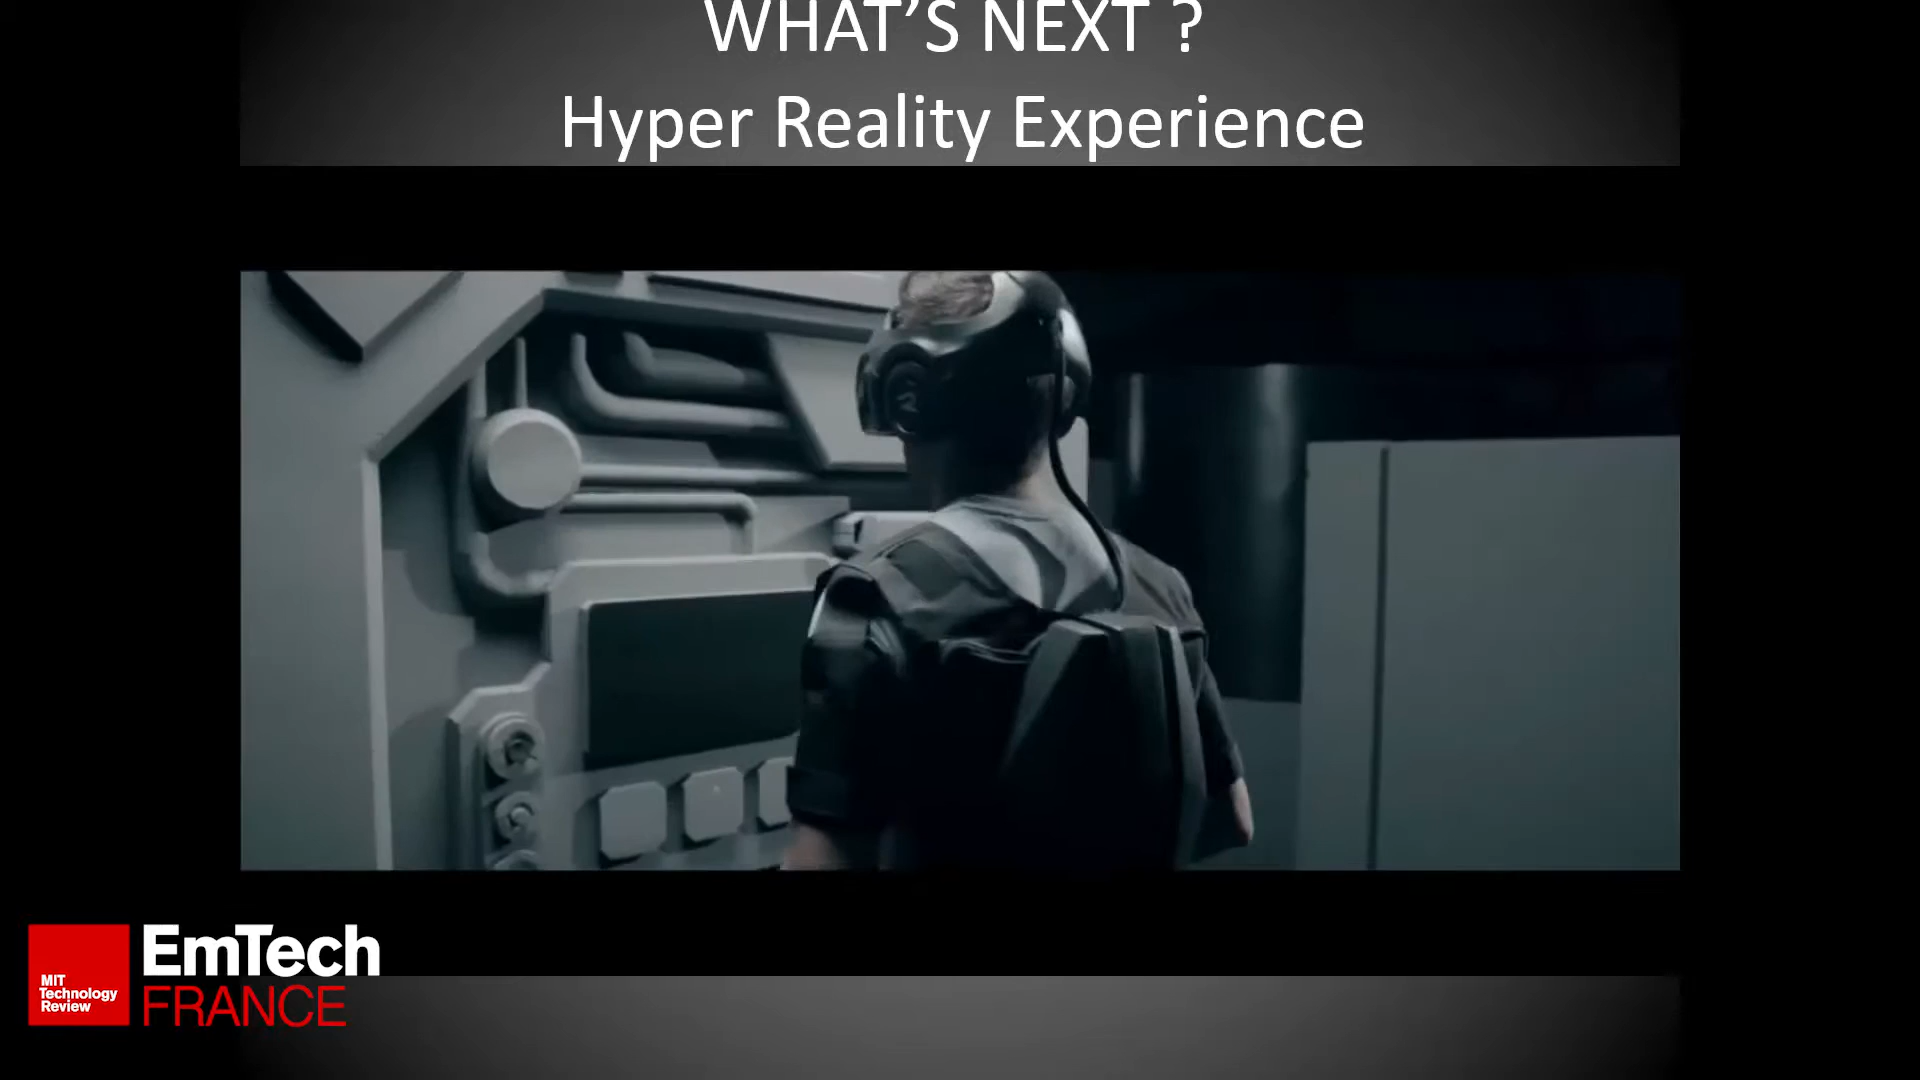 WHAT’S NEXT ?
Hyper Reality Experience
MIT
Technology
Review
EmTech
FRANCE